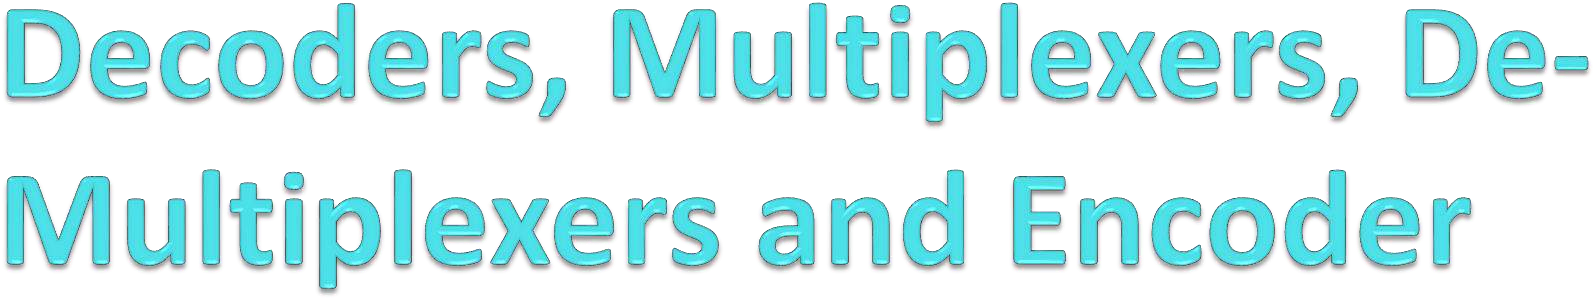 Decoders, Multiplexers, De-
Multiplexers and Encoder